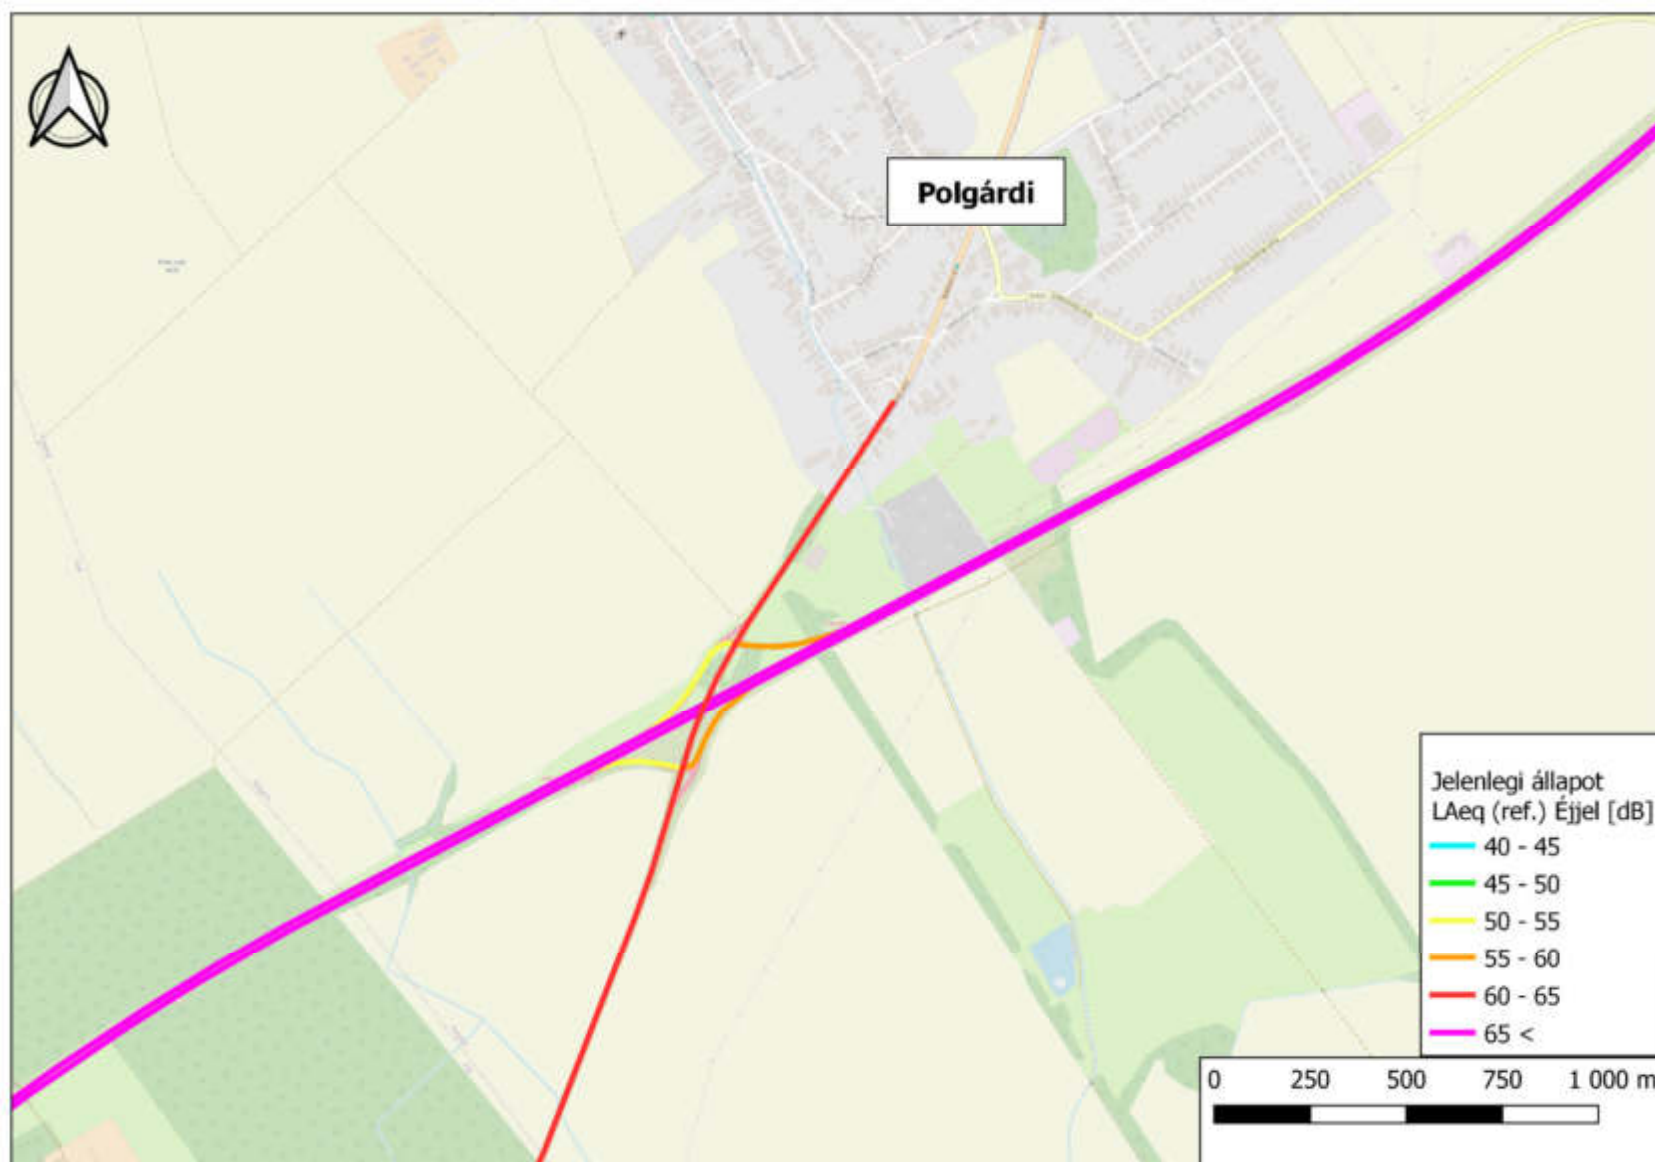 Polgárdi
Jelenlegi állapot
LAeq (ref.) Éjjel [dB]
40 - 45
45 - 50
50 - 55
55 - 60
60 - 65
65 <
0 250 500 750 1 000 m